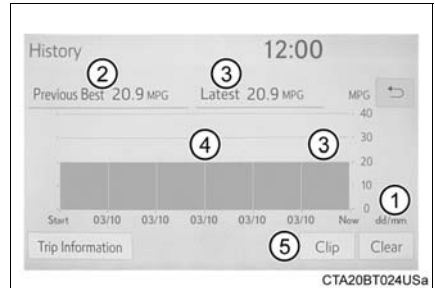 History 12:00
2 3
Previous Best 20.9 MPG Latest 20.9 MPG MPG
40
4 3 30
20
10
1
0
Start 03/10 03/10 03/10 03/10 03/10 Now dd/mm
Trip Information 5 Clip Clear
CTA20BT024USa